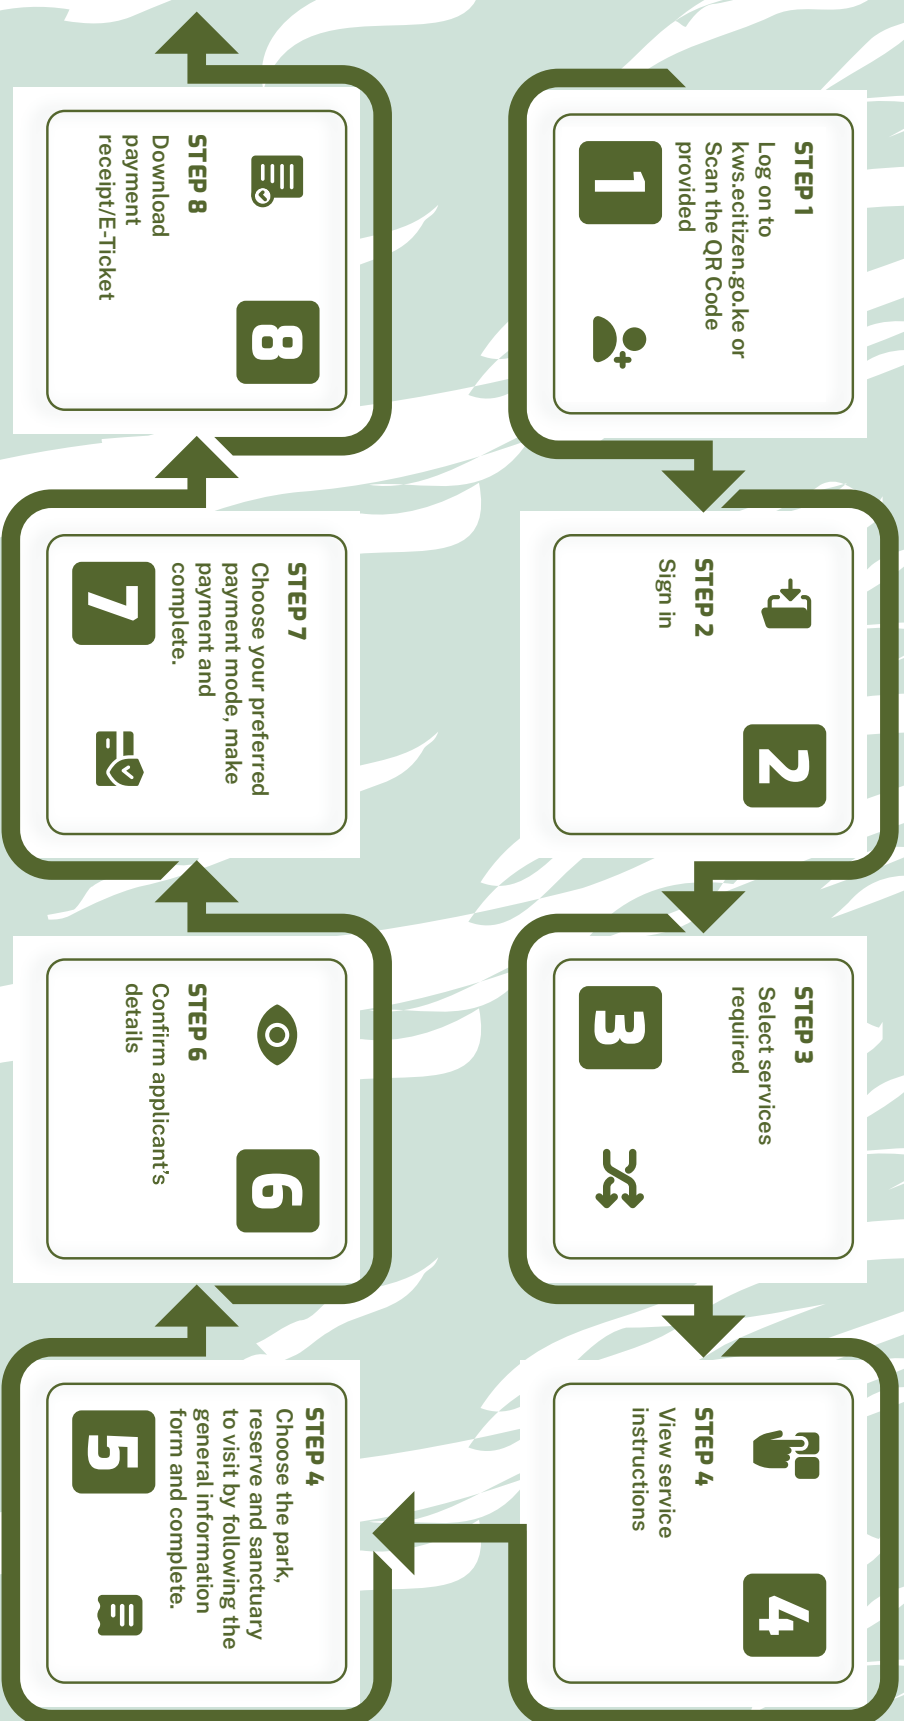 STEP 1
Log on to
kws.ecitizen.go.ke or
Scan the QR Code
provided
1
STEP 2
Sign in
2
STEP 3
Select services
required
3
STEP 4
View service
instructions
4
STEP 4
Choose the park,
reserve and sanctuary
to visit by following the
general information
form and complete.
5
STEP 6
Confirm applicant's
details
6
STEP 7
Choose your preferred
payment mode, make
payment and
complete.
7
STEP 8
Download
payment
receipt/E-Ticket
8